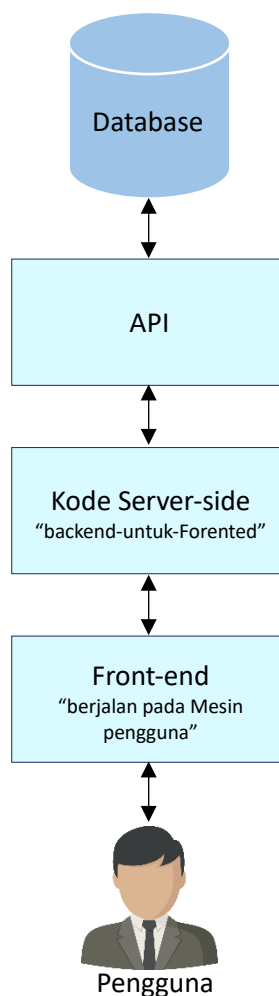 Database
API
Kode Server-side
“backend-untuk-Forented”
Front-end
“berjalan pada Mesin
pengguna”
Pengguna